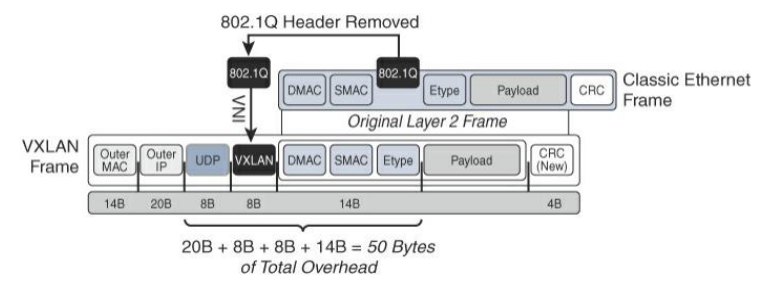 802.1Q Header Removed
802.1Q
802.1Q
DMAC SMAC Etype Payload CRC
Classic Ethernet
Frame
VNI
Original Layer 2 Frame
VXLAN
Frame
Outer
MAC
Outer
IP
UDP VXLAN DMAC SMAC Etype Payload
CRC
(New)
14B 20B 8B 8B 14B 4B
20B + 8B + 8B + 14B = 50 Bytes
of Total Overhead